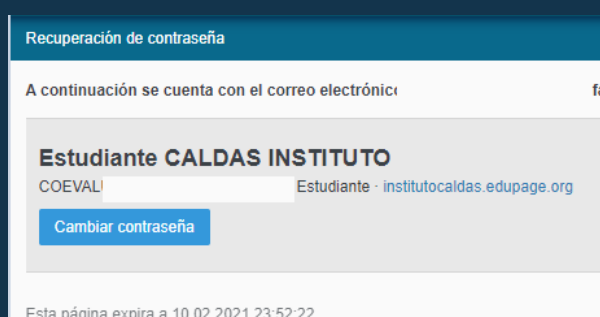 Recuperación de contraseña
A continuación se cuenta con el correo electrónico
Estudiante CALDAS INSTITUTO
COEVAL Estudiante · institutocaldas.edupage.org
Cambiar contraseña
Esta página expira a 10.02.2021 23:52:22